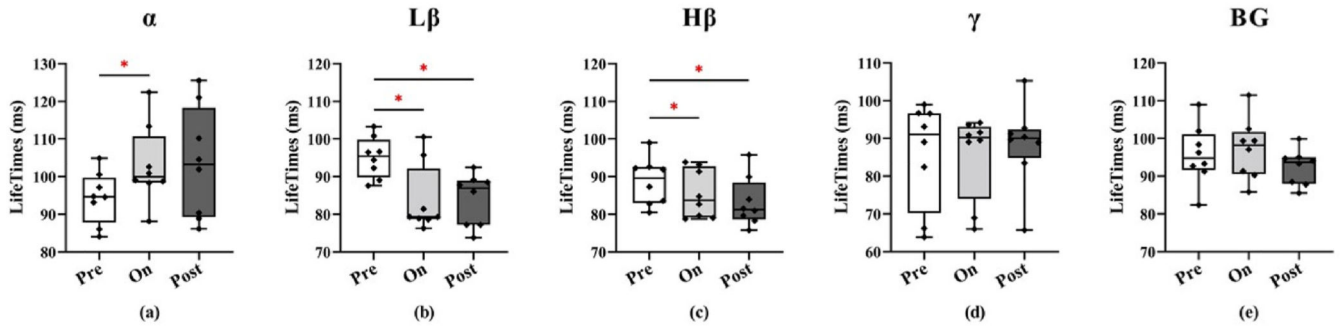 α
Lβ
Hβ
γ
BG
LifeTimes (ms)
130
120
110
100
90
80
*
Pre
On
Post
(a)
LifeTimes (ms)
120
110
100
90
80
70
*
*
Pre
On
Post
(b)
LifeTimes (ms)
120
110
100
90
80
70
*
*
Pre
On
Post
(c)
LifeTimes (ms)
110
100
90
80
70
60
Pre
On
Post
(d)
LifeTimes (ms)
120
110
100
90
80
70
Pre
On
Post
(e)